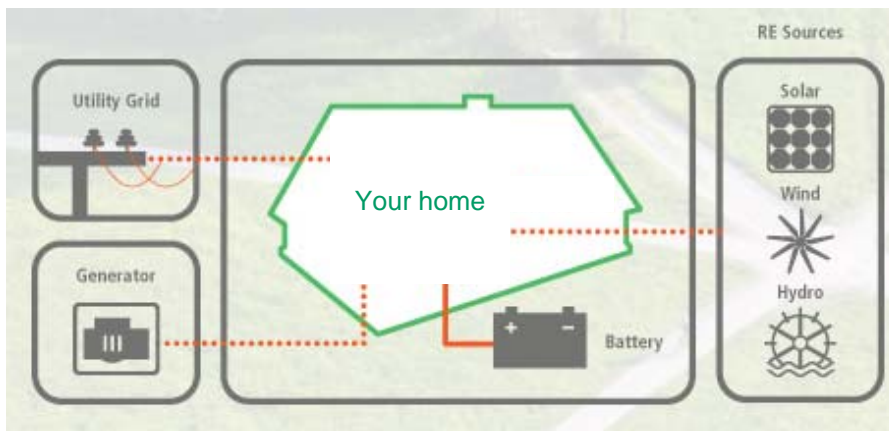 RE Sources
Utility Grid
Solar
Your home
Wind
Generator
Hydro
+ −
Battery